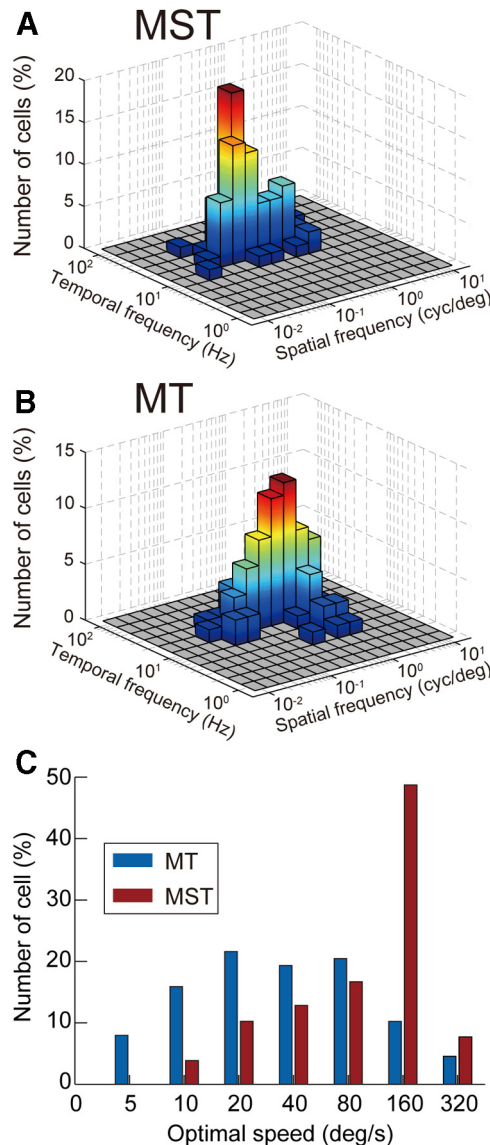 A
MST
20
15
10
5
0
Number of cells (%)
10²
10¹
10⁰
Temporal frequency (Hz)
10⁻²
10⁻¹
10⁰
10¹
Spatial frequency (cyc/deg)
B
MT
15
10
5
0
Number of cells (%)
10²
10¹
10⁰
Temporal frequency (Hz)
10⁻²
10⁻¹
10⁰
10¹
Spatial frequency (cyc/deg)
C
50
40
30
20
10
0
Number of cell (%)
MT
MST
0 5 10 20 40 80 160 320
Optimal speed (deg/s)